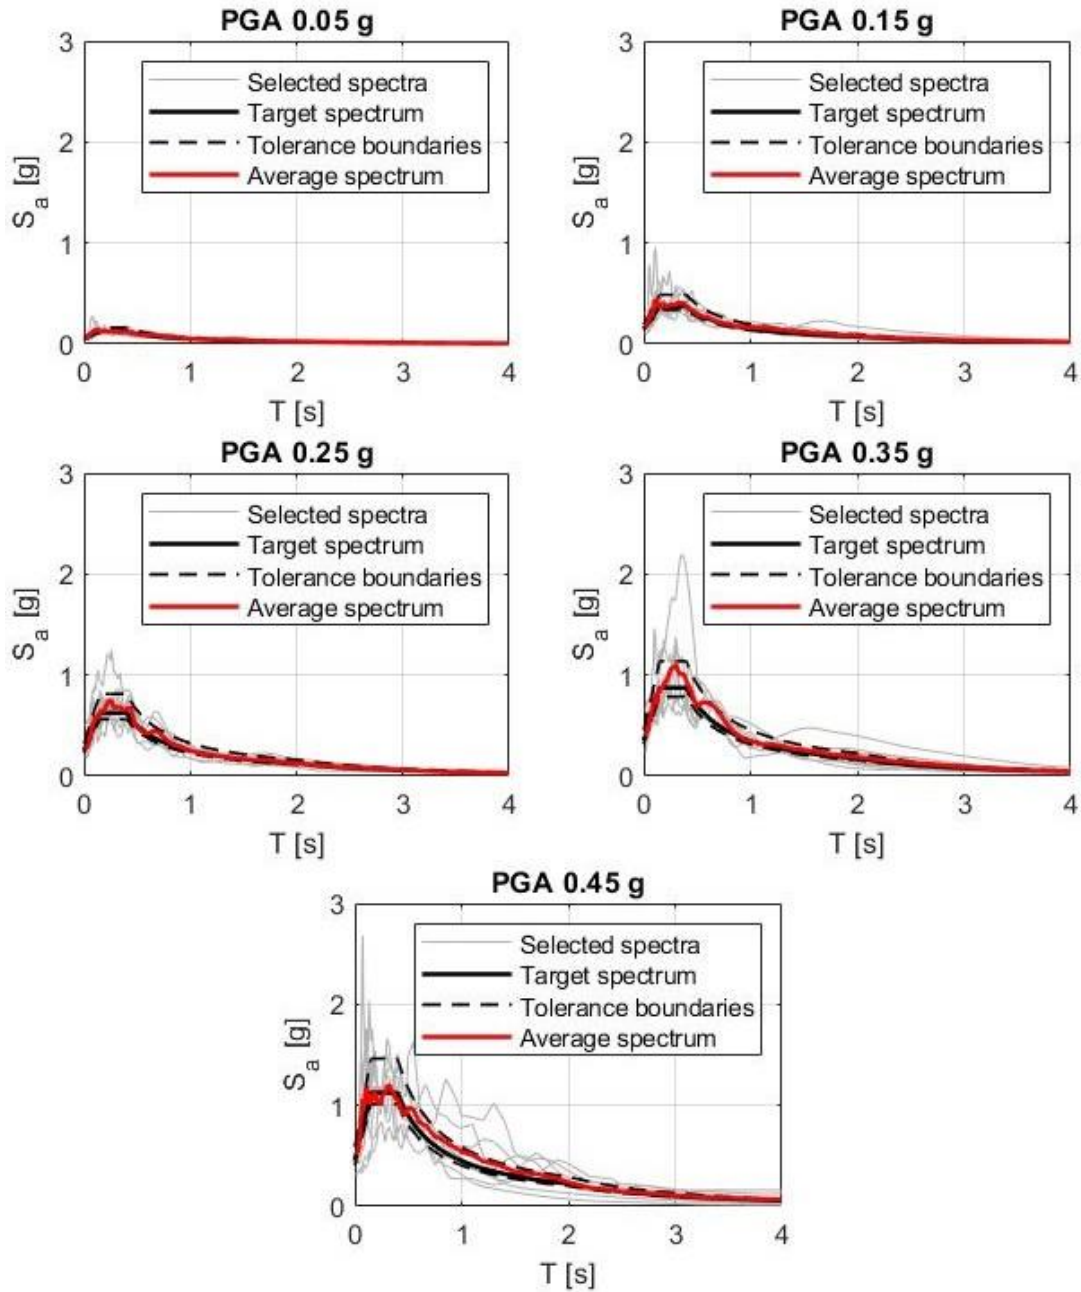 PGA 0.05 g
3
2
1
0
S_a [g]
Selected spectra
Target spectrum
Tolerance boundaries
Average spectrum
0 1 2 3 4
T [s]
PGA 0.15 g
3
2
1
0
S_a [g]
Selected spectra
Target spectrum
Tolerance boundaries
Average spectrum
0 1 2 3 4
T [s]
PGA 0.25 g
3
2
1
0
S_a [g]
Selected spectra
Target spectrum
Tolerance boundaries
Average spectrum
0 1 2 3 4
T [s]
PGA 0.35 g
3
2
1
0
S_a [g]
Selected spectra
Target spectrum
Tolerance boundaries
Average spectrum
0 1 2 3 4
T [s]
PGA 0.45 g
3
2
1
0
S_a [g]
Selected spectra
Target spectrum
Tolerance boundaries
Average spectrum
0 1 2 3 4
T [s]